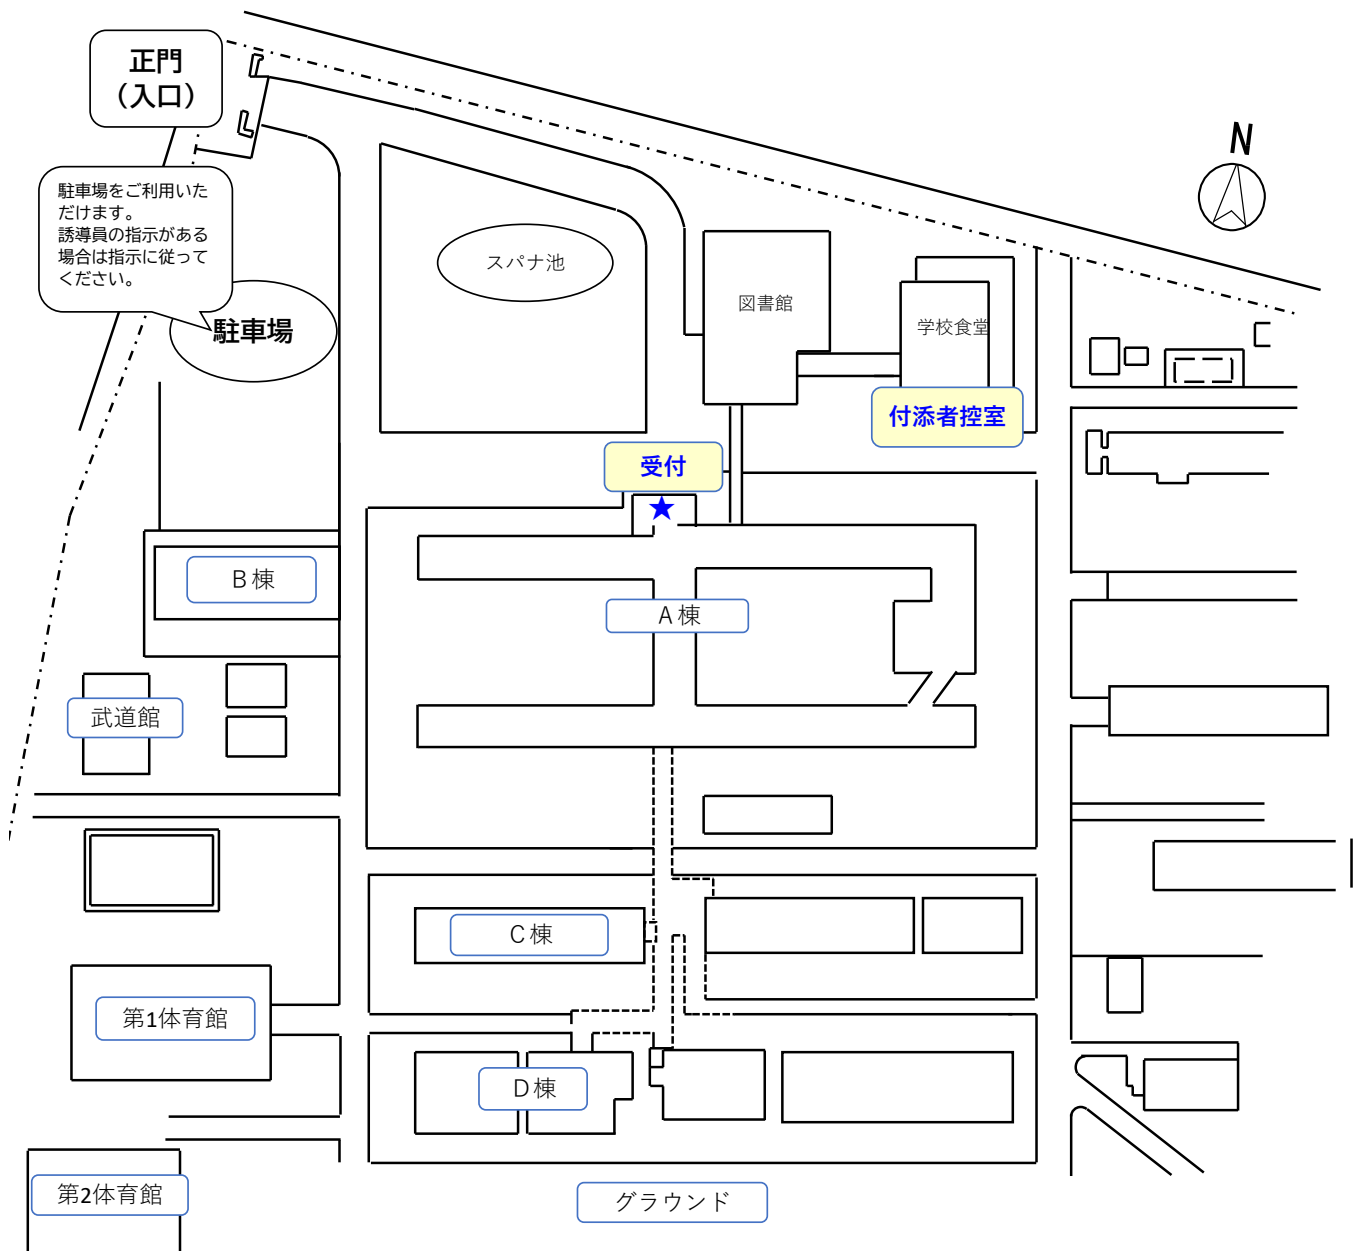 正門
（入口）
N
駐車場をご利用いた
だけます。
誘導員の指示がある
場合は指示に従って
ください。
スパナ池
図書館
学校食堂
駐車場
付添者控室
受付
B棟
A棟
武道館
C棟
第1体育館
D棟
第2体育館
グラウンド